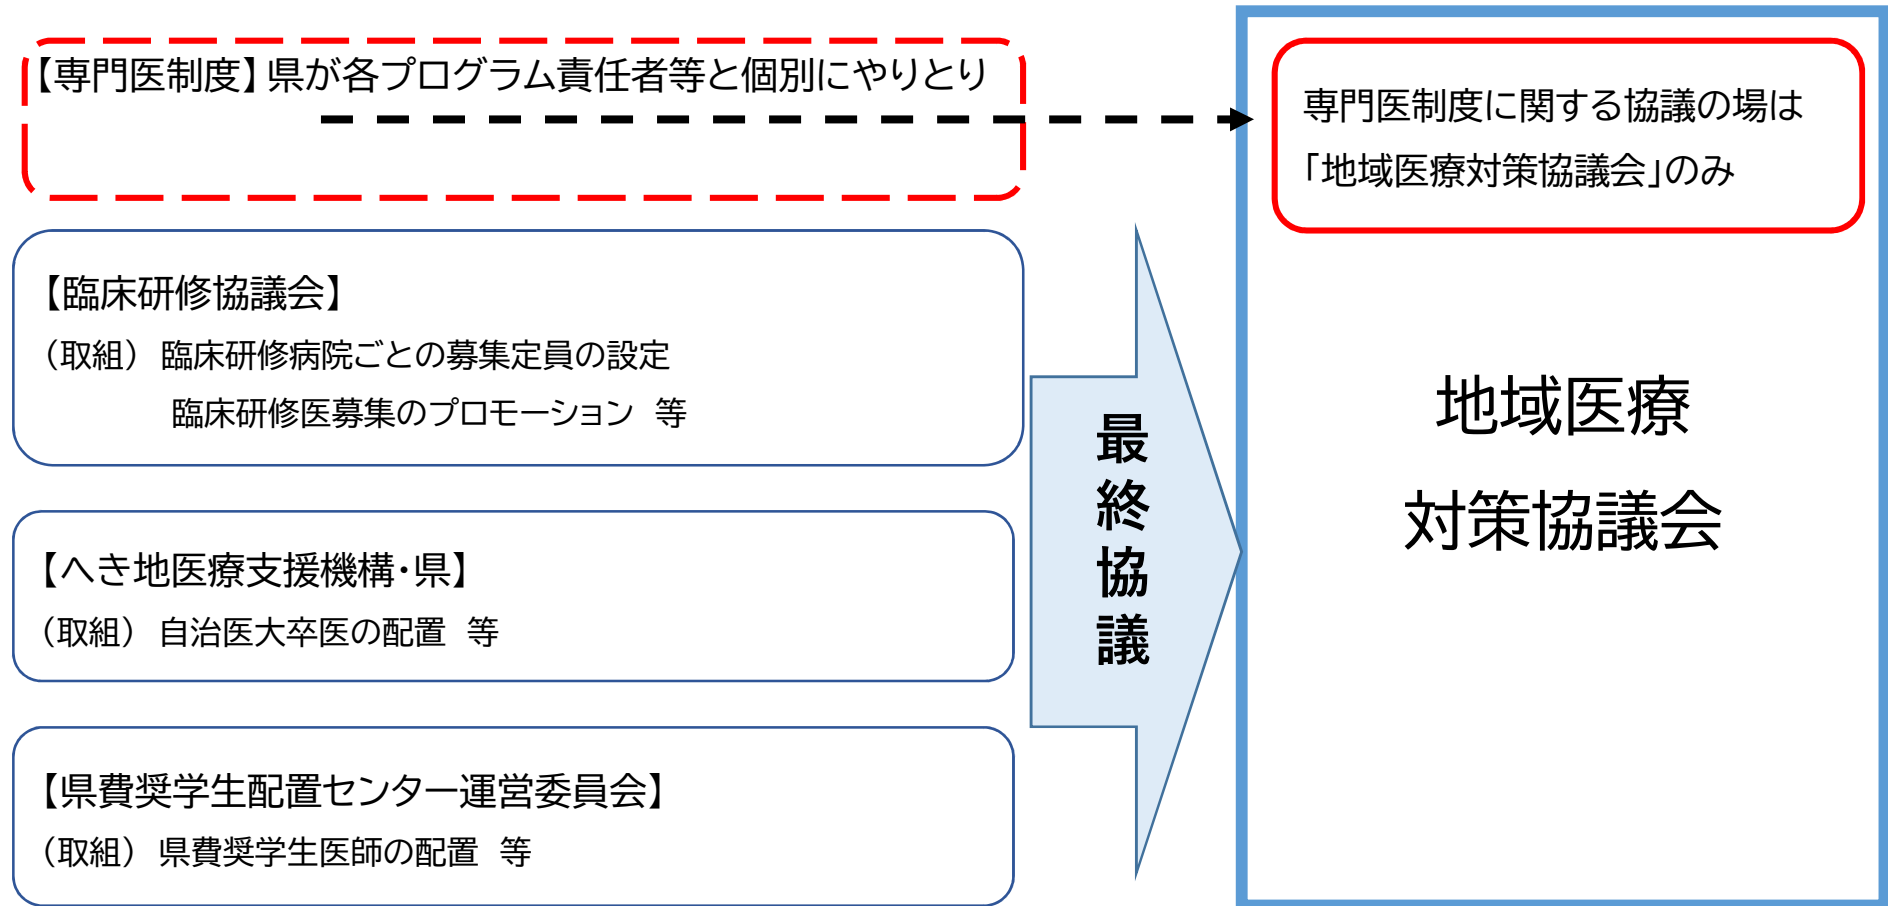 【専門医制度】県が各プログラム責任者等と個別にやりとり
専門医制度に関する協議の場は
「地域医療対策協議会」のみ
【臨床研修協議会】
（取組） 臨床研修病院ごとの募集定員の設定
臨床研修医募集のプロモーション 等
【へき地医療支援機構・県】
（取組） 自治医大卒医の配置 等
【県費奨学生配置センター運営委員会】
（取組） 県費奨学生医師の配置 等
最終協議
地域医療
対策協議会